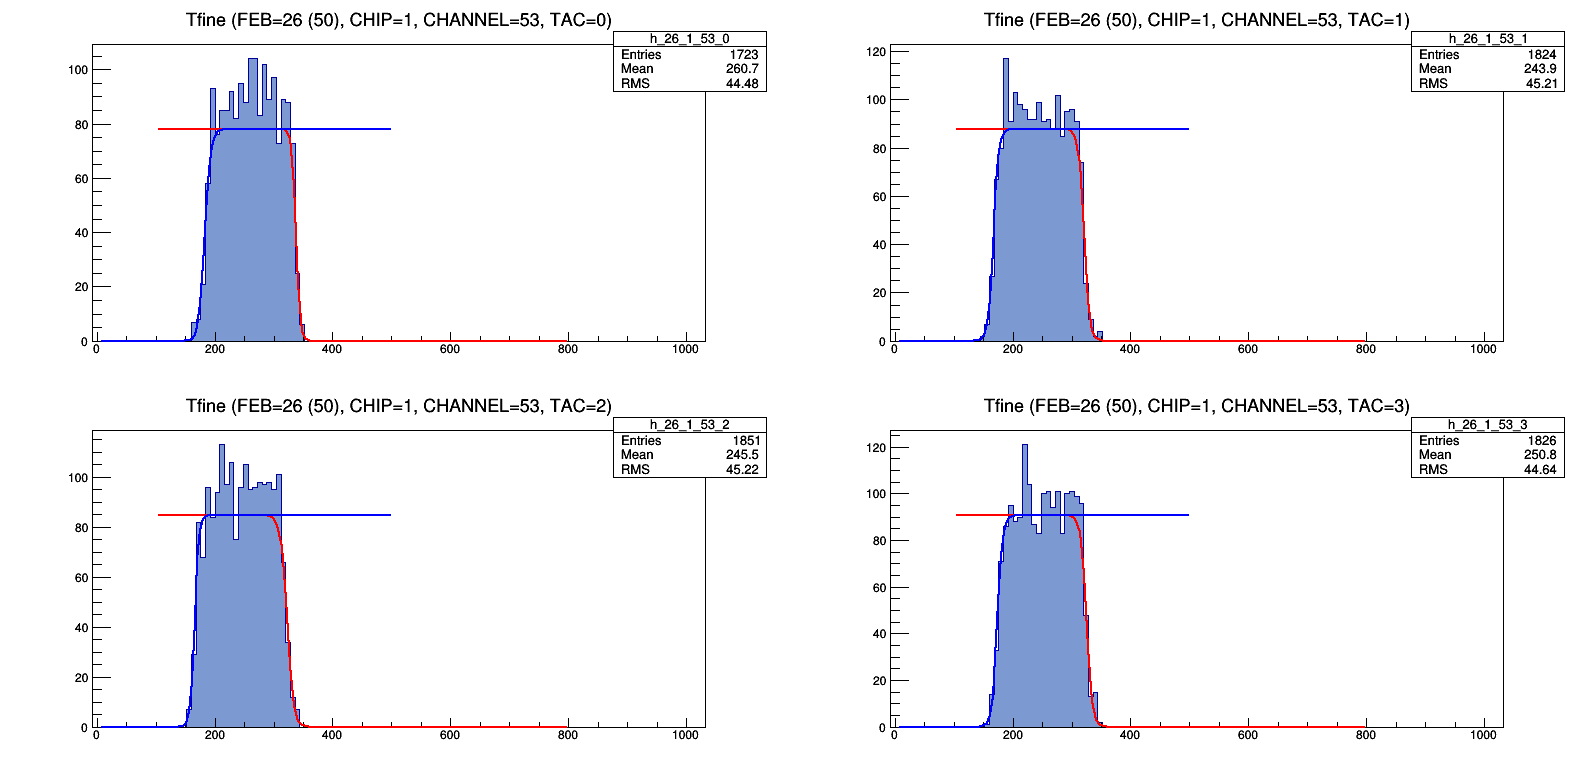 Tfine (FEB=26 (50), CHIP=1, CHANNEL=53, TAC=0)
h_26_1_53_0
Entries 1723
Mean 260.7
RMS 44.48
100
80
60
40
20
0
0 200 400 600 800 1000
Tfine (FEB=26 (50), CHIP=1, CHANNEL=53, TAC=1)
h_26_1_53_1
Entries 1824
Mean 243.9
RMS 45.21
120
100
80
60
40
20
0
0 200 400 600 800 1000
Tfine (FEB=26 (50), CHIP=1, CHANNEL=53, TAC=2)
h_26_1_53_2
Entries 1851
Mean 245.5
RMS 45.22
100
80
60
40
20
0
0 200 400 600 800 1000
Tfine (FEB=26 (50), CHIP=1, CHANNEL=53, TAC=3)
h_26_1_53_3
Entries 1826
Mean 250.8
RMS 44.64
120
100
80
60
40
20
0
0 200 400 600 800 1000